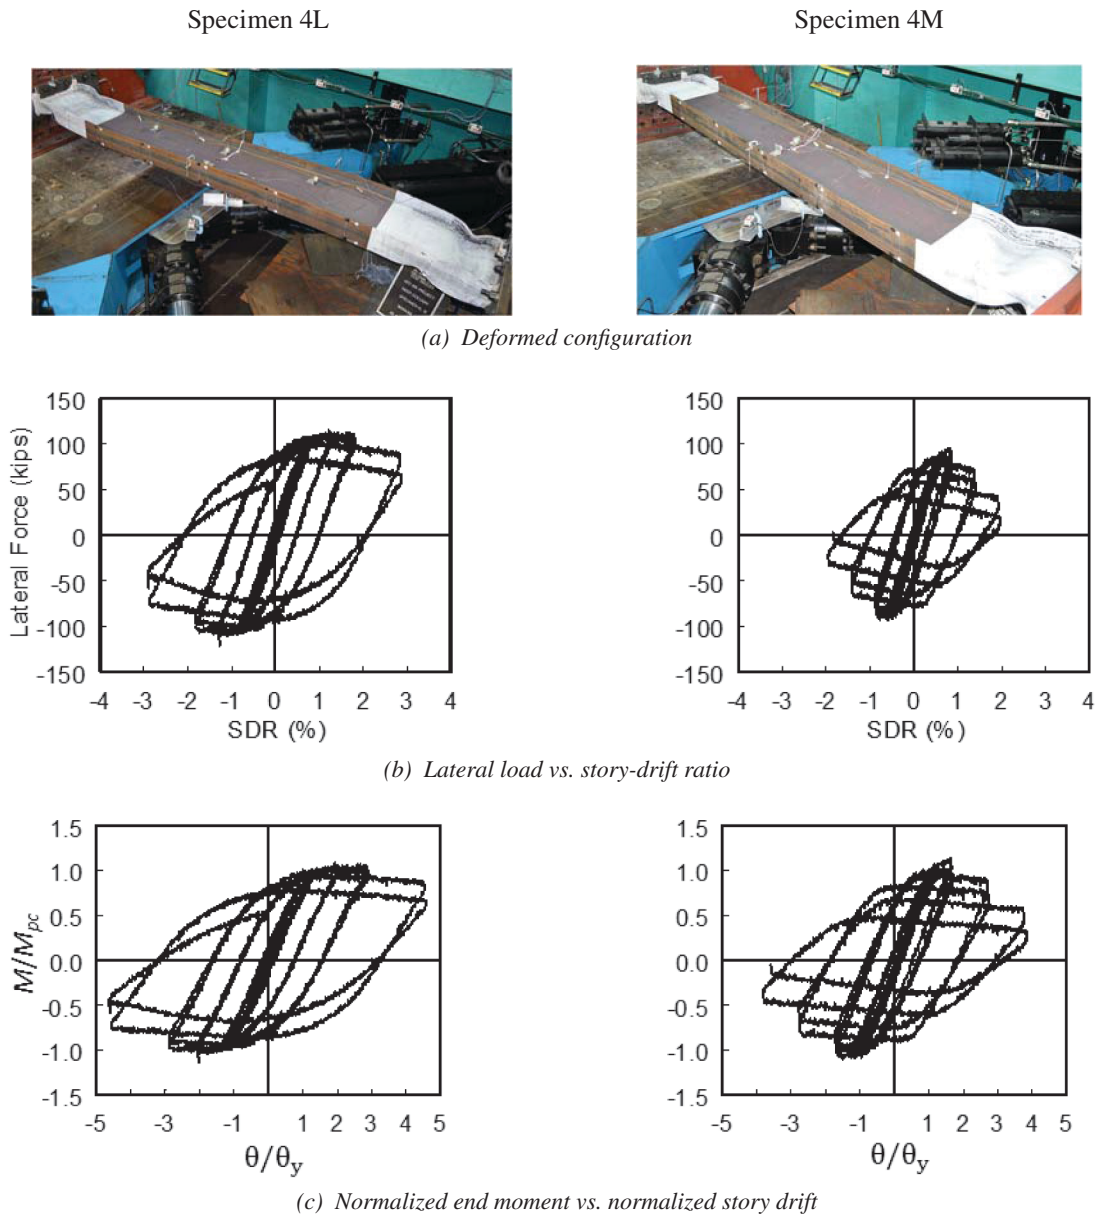 Specimen 4L
Specimen 4M
(a) Deformed configuration
150
100
50
0
-50
-100
-150
Lateral Force (kips)
-4 -3 -2 -1 0 1 2 3 4
SDR (%)
150
100
50
0
-50
-100
-150
-4 -3 -2 -1 0 1 2 3 4
SDR (%)
(b) Lateral load vs. story-drift ratio
1.5
1.0
0.5
0.0
-0.5
-1.0
-1.5
M/Mpc
-5 -3 -1 1 2 3 4 5
θ/θy
1.5
1.0
0.5
0.0
-0.5
-1.0
-1.5
-5 -3 -1 1 2 3 4 5
θ/θy
(c) Normalized end moment vs. normalized story drift